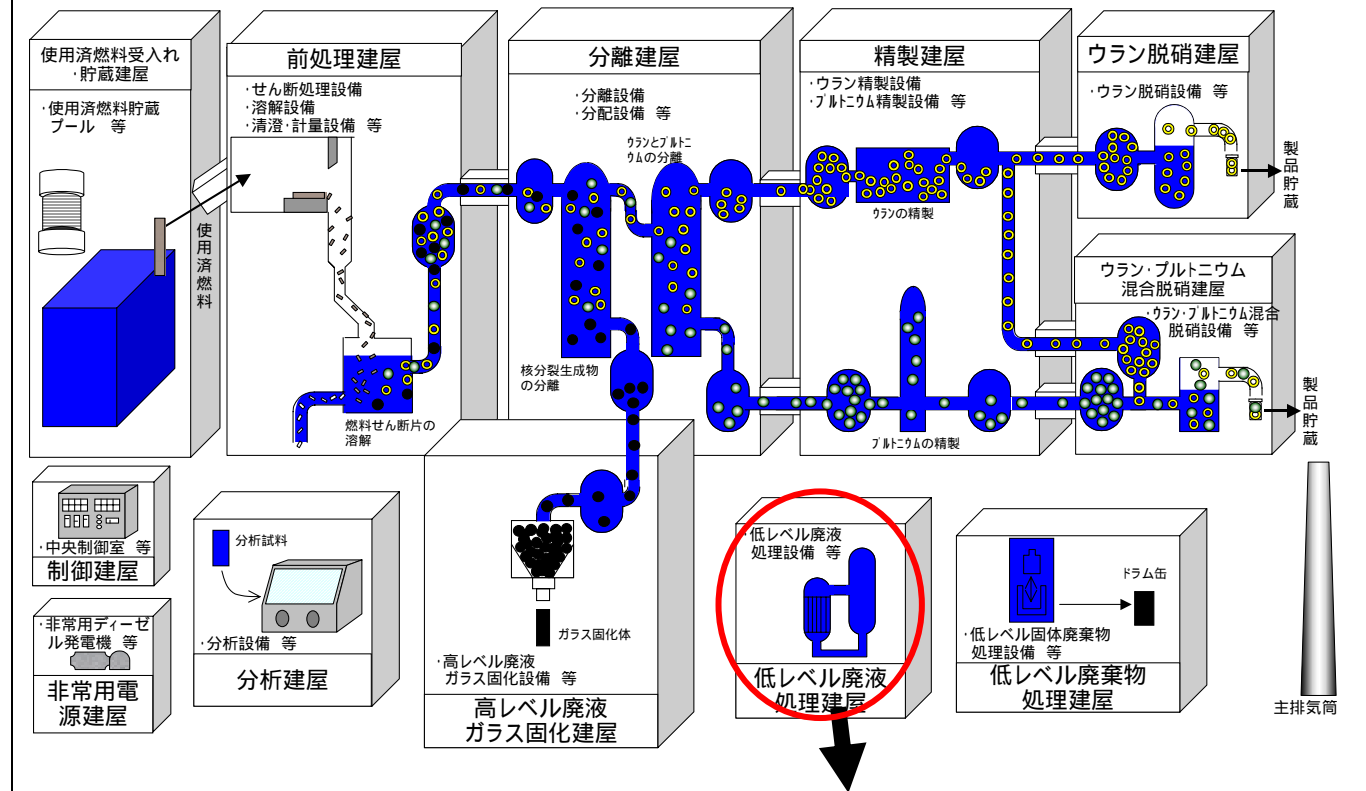 使用済燃料受入れ
・貯蔵建屋
・使用済燃料貯蔵
プール 等
使用済燃料
前処理建屋
・せん断処理設備
・溶解設備
・清澄・計量設備 等
燃料せん断片の
溶解
分離建屋
・分離設備
・分配設備 等
ウランとプルトニ
ウムの分離
核分裂生成物
の分離
精製建屋
・ウラン精製設備
・プルトニウム精製設備 等
ウランの精製
プルトニウムの精製
ウラン脱硝建屋
・ウラン脱硝設備 等
製品貯蔵
ウラン・プルトニウム
混合脱硝建屋
・ウラン・プルトニウム混合
脱硝設備 等
製品貯蔵
・中央制御室 等
制御建屋
・非常用ディーゼ
ル発電機 等
非常用電
源建屋
分析試料
・分析設備 等
分析建屋
ガラス固化体
・高レベル廃液
ガラス固化設備 等
高レベル廃液
ガラス固化建屋
・低レベル廃液
処理設備 等
低レベル廃液
処理建屋
ドラム缶
・低レベル固体廃棄物
処理設備 等
低レベル廃棄物
処理建屋
主排気筒